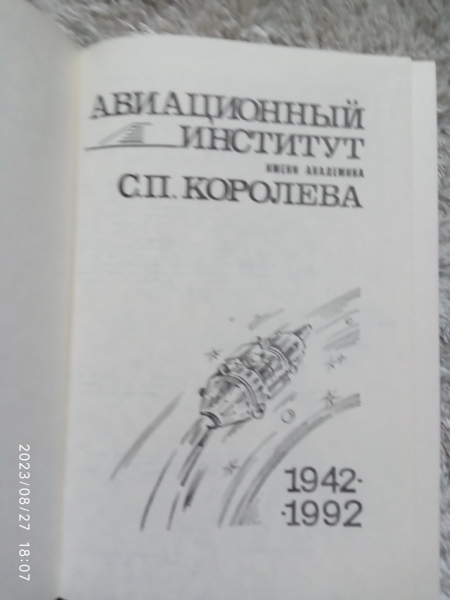 АВИАЦИОННЫЙ
ИНСТИТУТ
ИМЕНИ АКАДЕМИКА
С.П. КОРОЛЕВА
1942-
-1992
2023/08/27 18:07